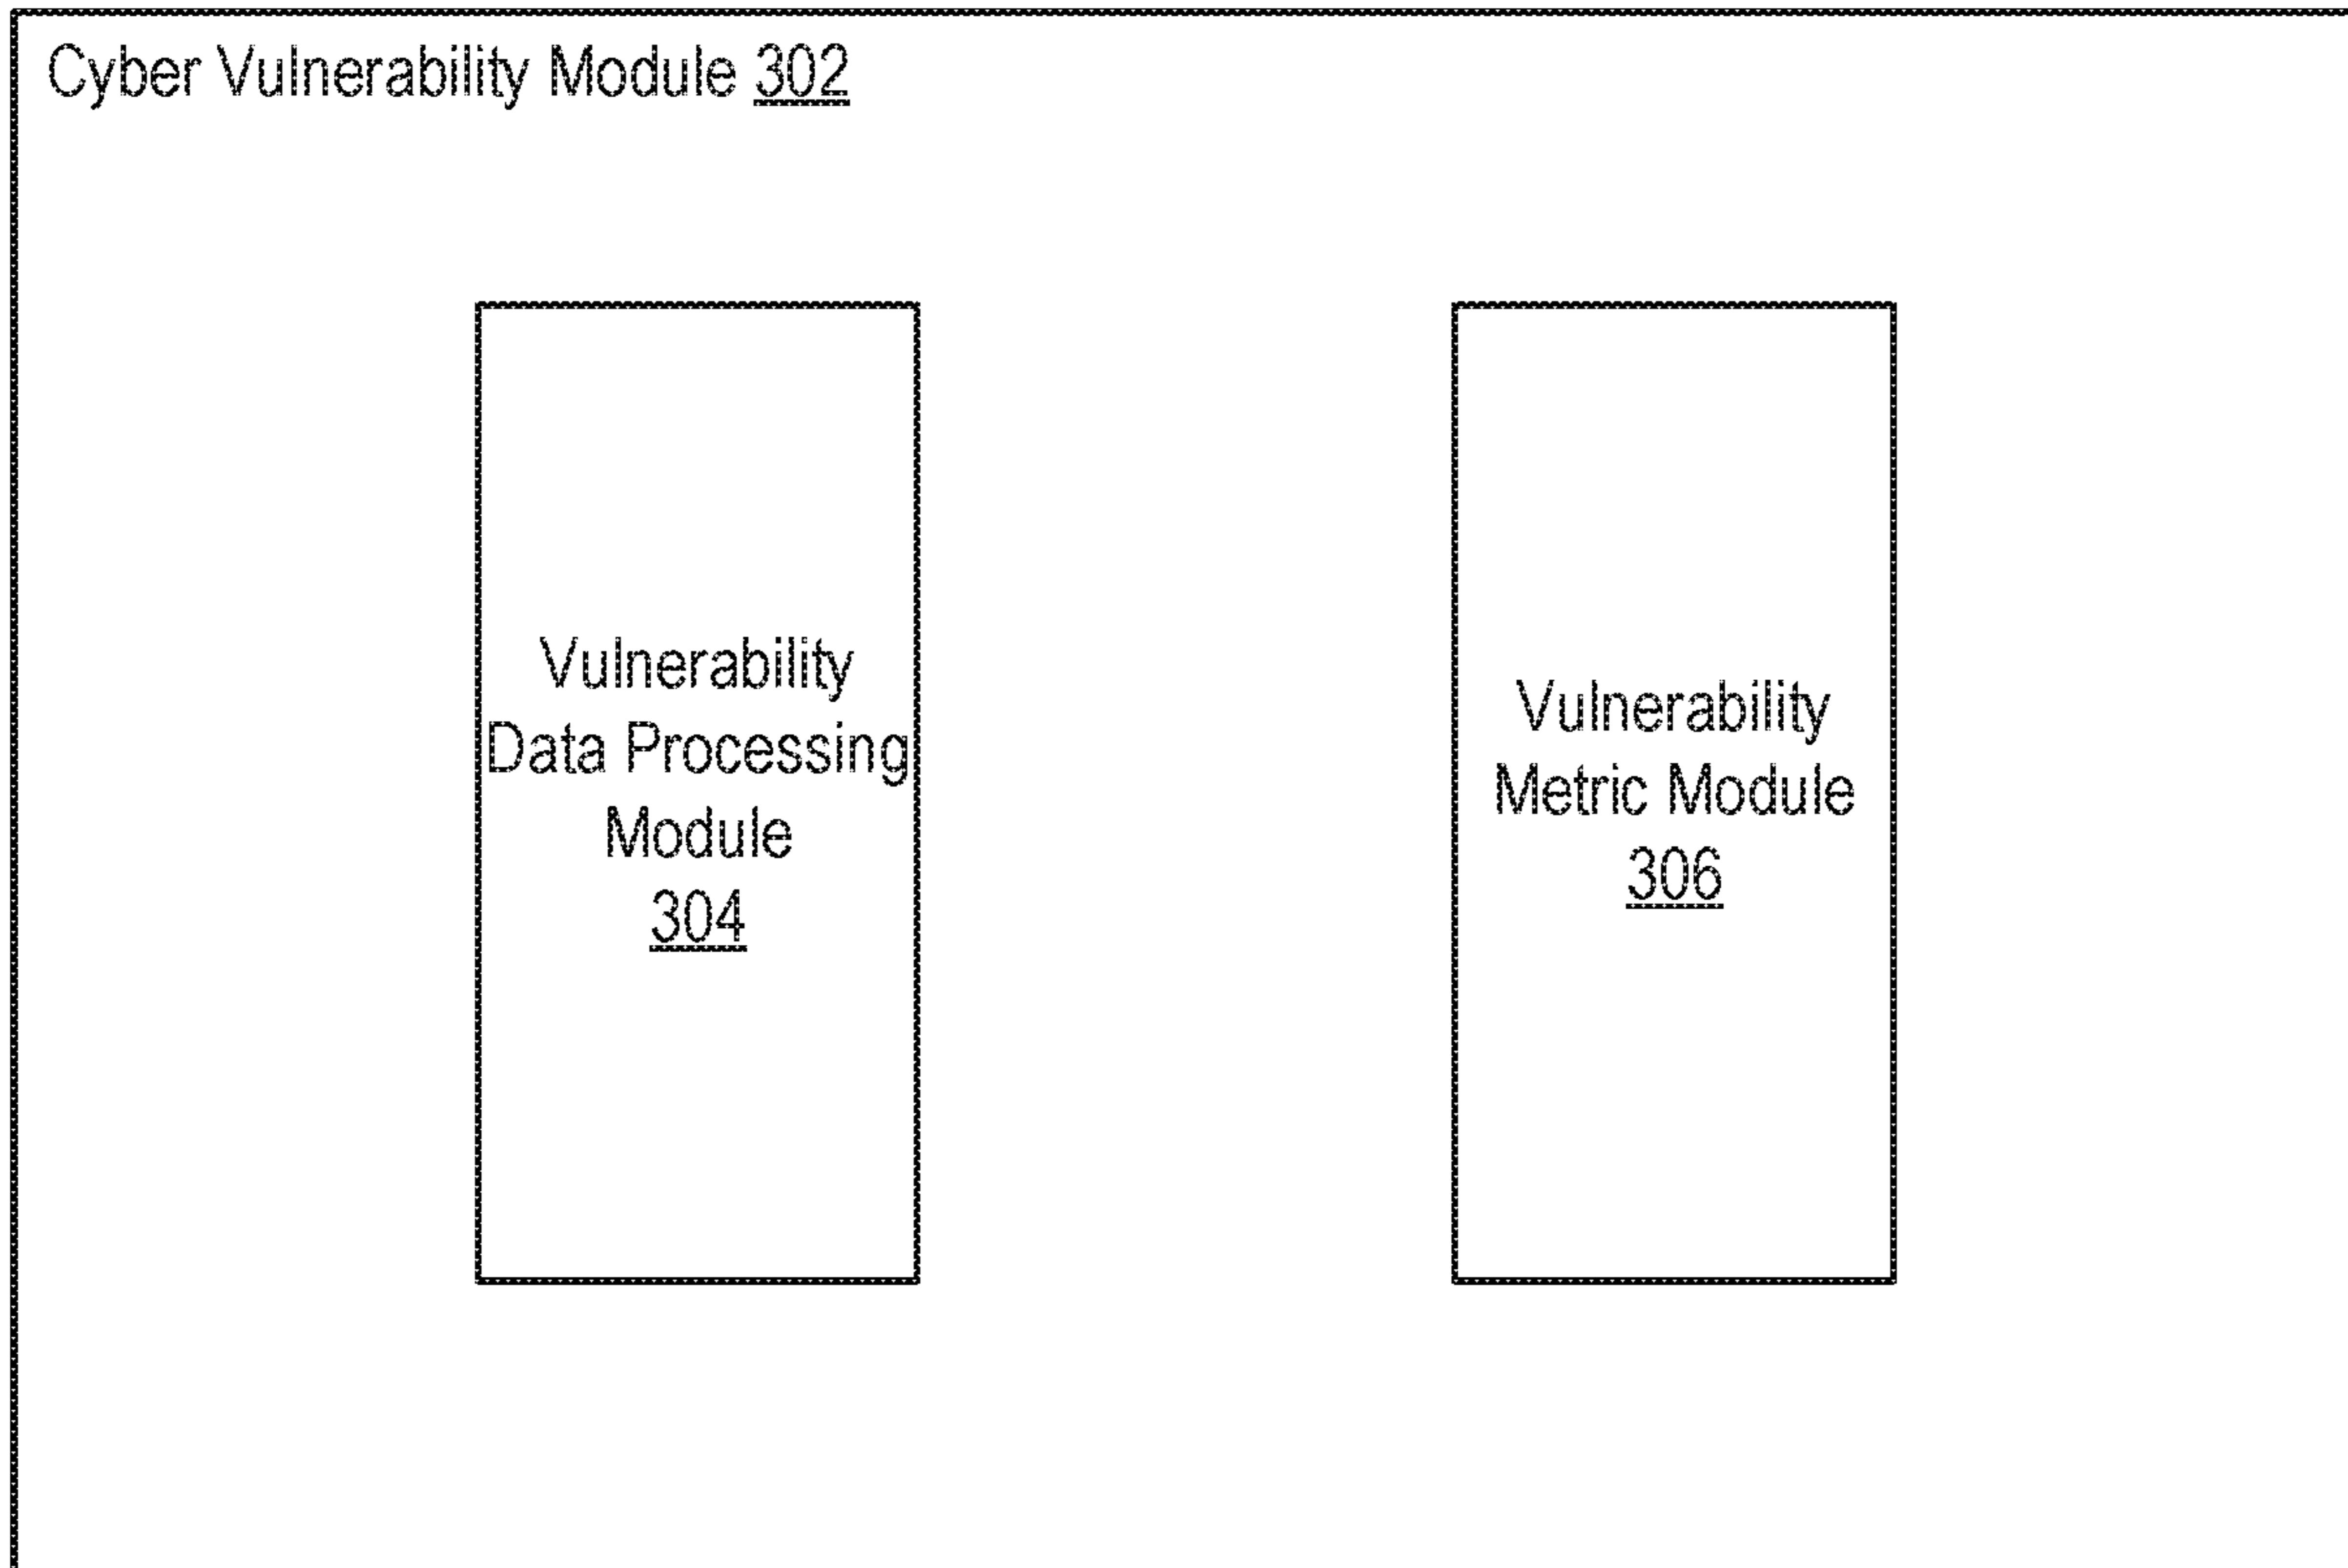 Cyber Vulnerability Module 302
Vulnerability
Data Processing
Module
304
Vulnerability
Metric Module
306